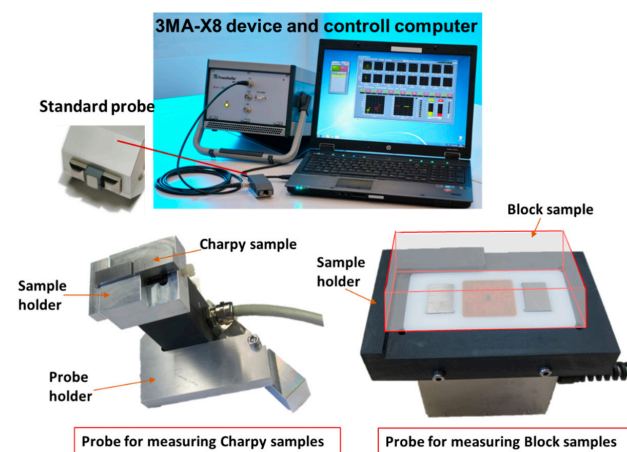 3MA-X8 device and controll computer
Standard probe
Block sample
Charpy sample
Sample
holder
Sample
holder
Probe
holder
Probe for measuring Charpy samples
Probe for measuring Block samples